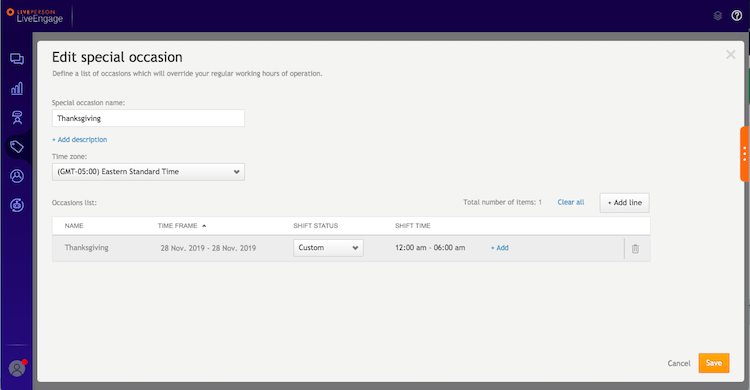 LIVEPERSON
LiveEngage
Edit special occasion
Define a list of occasions which will override your regular working hours of operation.
Special occasion name:
Thanksgiving
+ Add description
Time zone:
(GMT-05:00) Eastern Standard Time
Occasions list:
Total number of items: 1 Clear all + Add line
NAME TIME FRAME SHIFT STATUS SHIFT TIME
Thanksgiving 28 Nov. 2019 - 28 Nov. 2019 Custom 12:00 am - 06:00 am + Add
Cancel Save